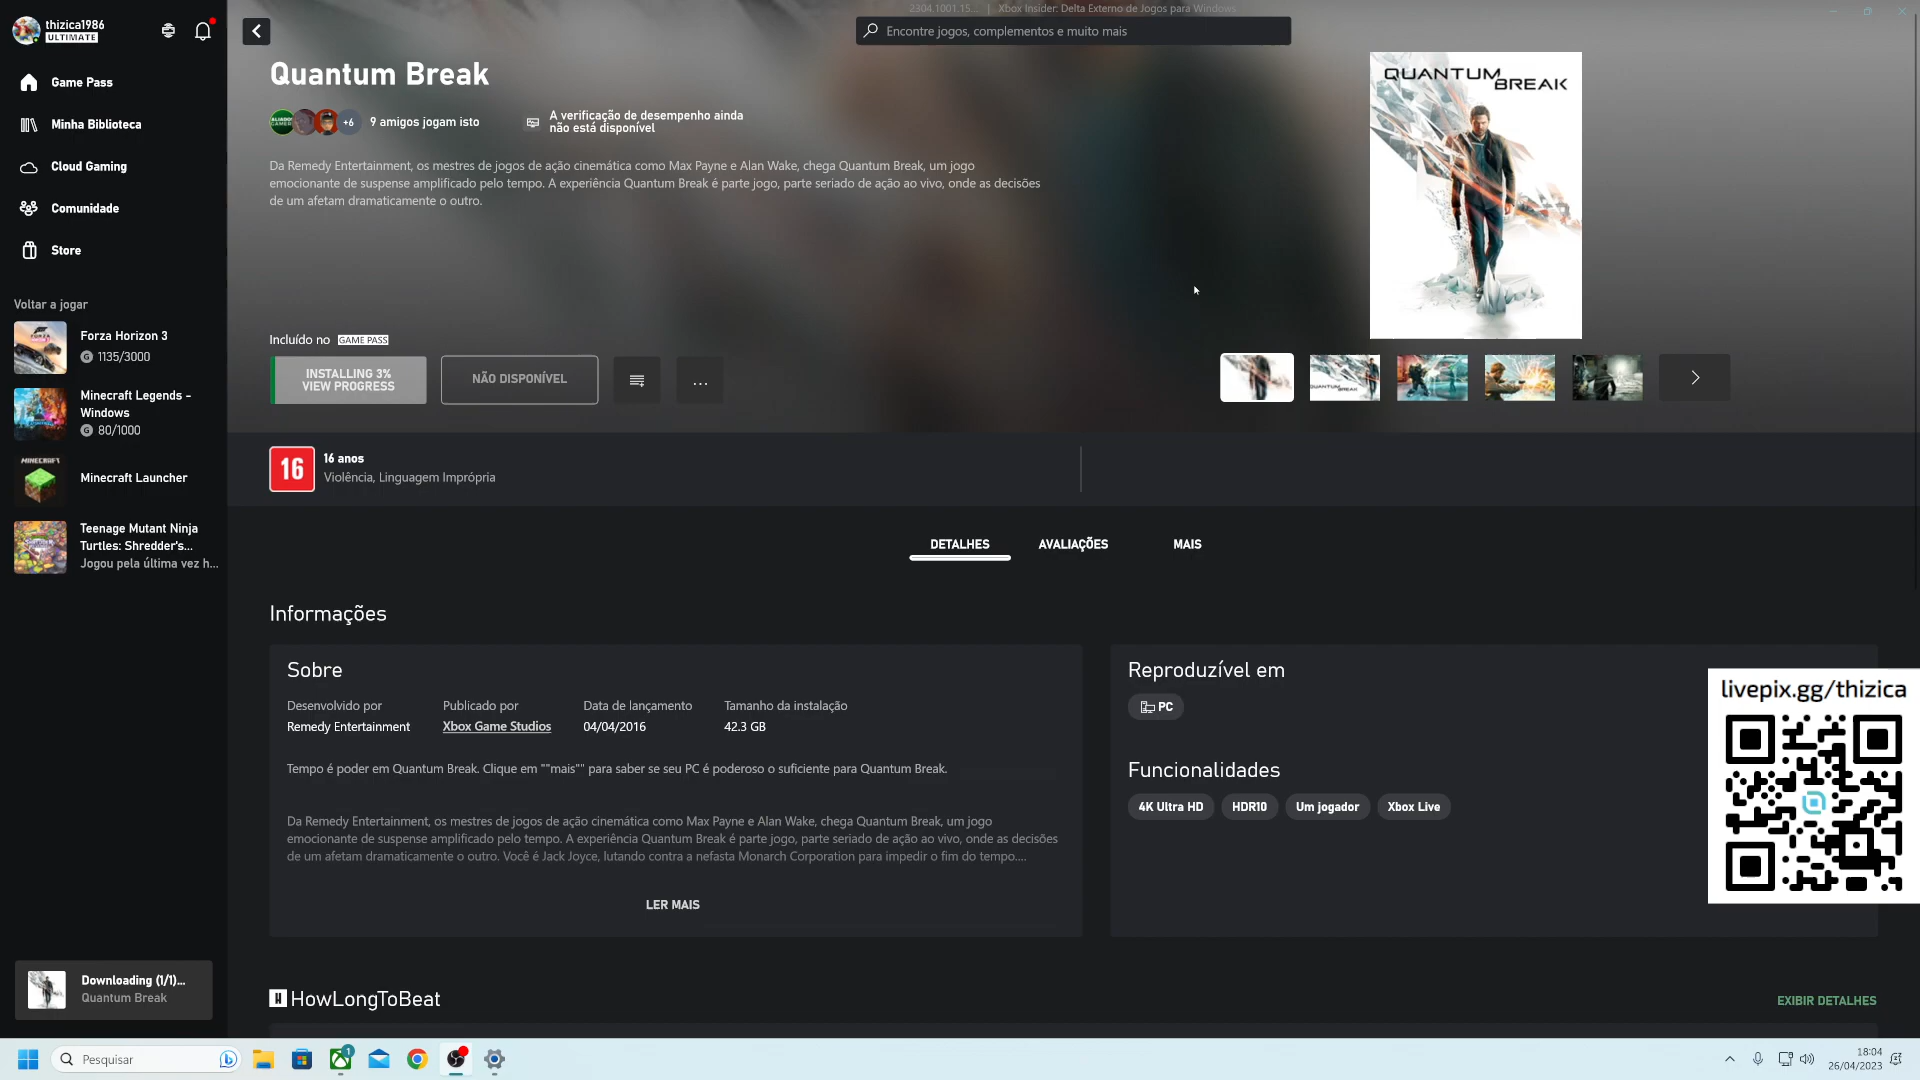 2304.1001.15... | Xbox Insider: Delta Externo de Jogos para Windows
thizica1986
ULTIMATE
Encontre jogos, complementos e muito mais
Game Pass
Minha Biblioteca
Cloud Gaming
Comunidade
Store
Voltar a jogar
Forza Horizon 3
1135/3000
Minecraft Legends -
Windows
80/1000
MINECRAFT
Minecraft Launcher
Teenage Mutant Ninja
Turtles: Shredder's...
Jogou pela última vez h...
Downloading (1/1)...
Quantum Break
Quantum Break
ALIADOS
GAMER
+6
9 amigos jogam isto
A verificação de desempenho ainda
não está disponível
Da Remedy Entertainment, os mestres de jogos de ação cinemática como Max Payne e Alan Wake, chega Quantum Break, um jogo
emocionante de suspense amplificado pelo tempo. A experiência Quantum Break é parte jogo, parte seriado de ação ao vivo, onde as decisões
de um afetam dramaticamente o outro.
QUANTUM
BREAK
Incluído no GAME PASS
INSTALLING 3%
VIEW PROGRESS
NÃO DISPONÍVEL
...
16
16 anos
Violência, Linguagem Imprópria
DETALHES
AVALIAÇÕES
MAIS
Informações
Sobre
Desenvolvido por
Remedy Entertainment
Publicado por
Xbox Game Studios
Data de lançamento
04/04/2016
Tamanho da instalação
42.3 GB
Tempo é poder em Quantum Break. Clique em ""mais"" para saber se seu PC é poderoso o suficiente para Quantum Break.
Da Remedy Entertainment, os mestres de jogos de ação cinemática como Max Payne e Alan Wake, chega Quantum Break, um jogo
emocionante de suspense amplificado pelo tempo. A experiência Quantum Break é parte jogo, parte seriado de ação ao vivo, onde as decisões
de um afetam dramaticamente o outro. Você é Jack Joyce, lutando contra a nefasta Monarch Corporation para impedir o fim do tempo....
LER MAIS
Reproduzível em
PC
Funcionalidades
4K Ultra HD
HDR10
Um jogador
Xbox Live
livepix.gg/thizica
HowLongToBeat
EXIBIR DETALHES
Pesquisar
1
18:04
26/04/2023